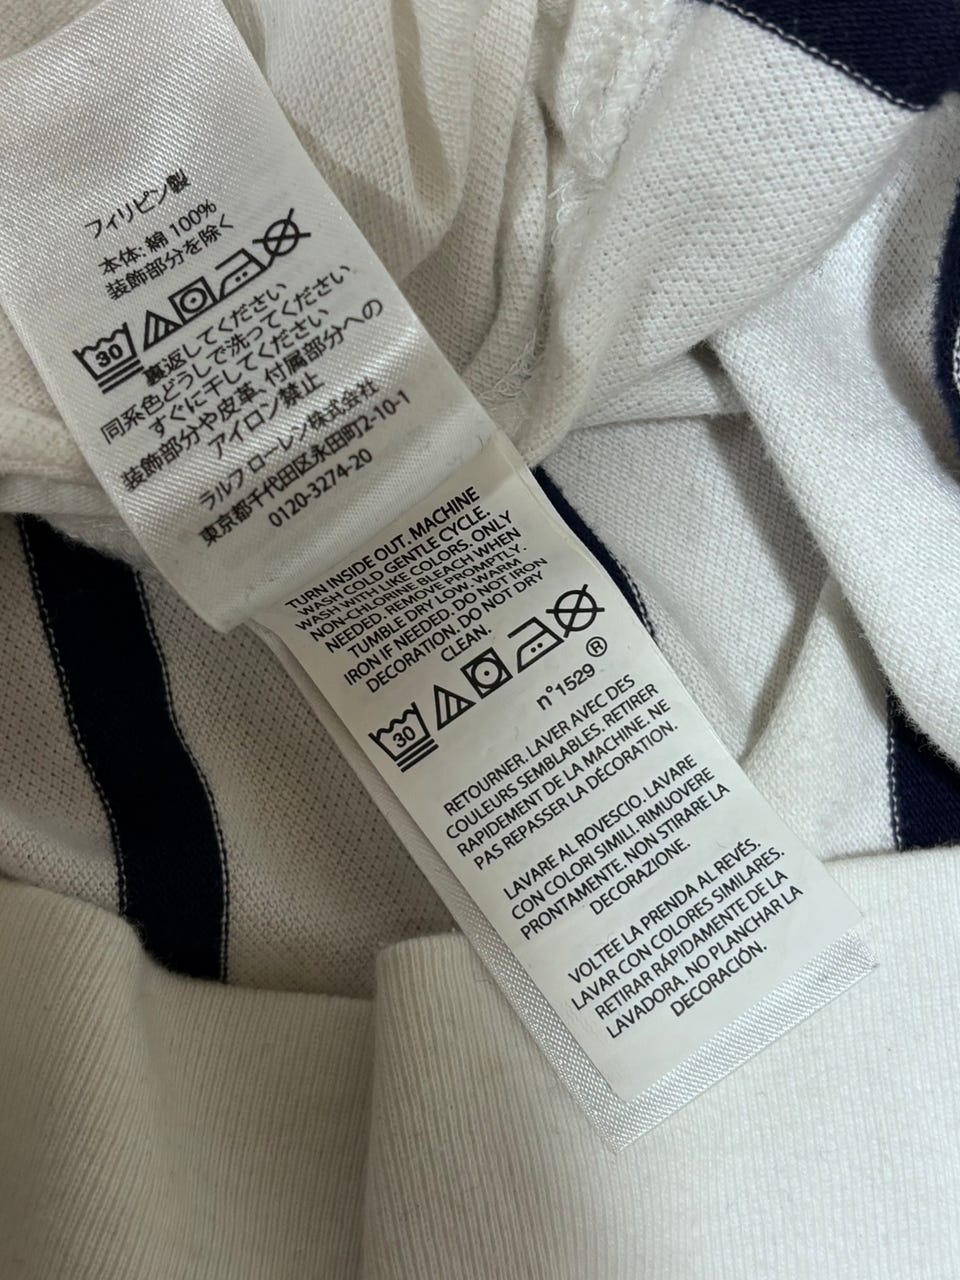 フィリピン製
本体: 綿 100%
装飾部分を除く
30
裏返してください
同系色どうしで洗ってください
すぐに干してください
装飾部分や皮革、付属部分への
アイロン禁止
ラルフ ローレン株式会社
東京都千代田区永田町2-10-1
0120-3274-20
TURN INSIDE OUT. MACHINE
WASH COLD GENTLE CYCLE.
WASH WITH LIKE COLORS. ONLY
NON-CHLORINE BLEACH WHEN
NEEDED. REMOVE PROMPTLY.
TUMBLE DRY LOW. WARM
IRON IF NEEDED. DO NOT IRON
DECORATION. DO NOT DRY
CLEAN.
30
n°1529 ®
RETOURNER. LAVER AVEC DES
COULEURS SEMBLABLES. RETIRER
RAPIDEMENT DE LA MACHINE. NE
PAS REPASSER LA DÉCORATION.
LAVARE AL ROVESCIO. LAVARE
CON COLORI SIMILI. RIMUOVERE
PRONTAMENTE. NON STIRARE LA
DECORAZIONE.
VOLTEE LA PRENDA AL REVÉS.
LAVAR CON COLORES SIMILARES.
RETIRAR RÁPIDAMENTE DE LA
LAVADORA. NO PLANCHAR LA
DECORACIÓN.